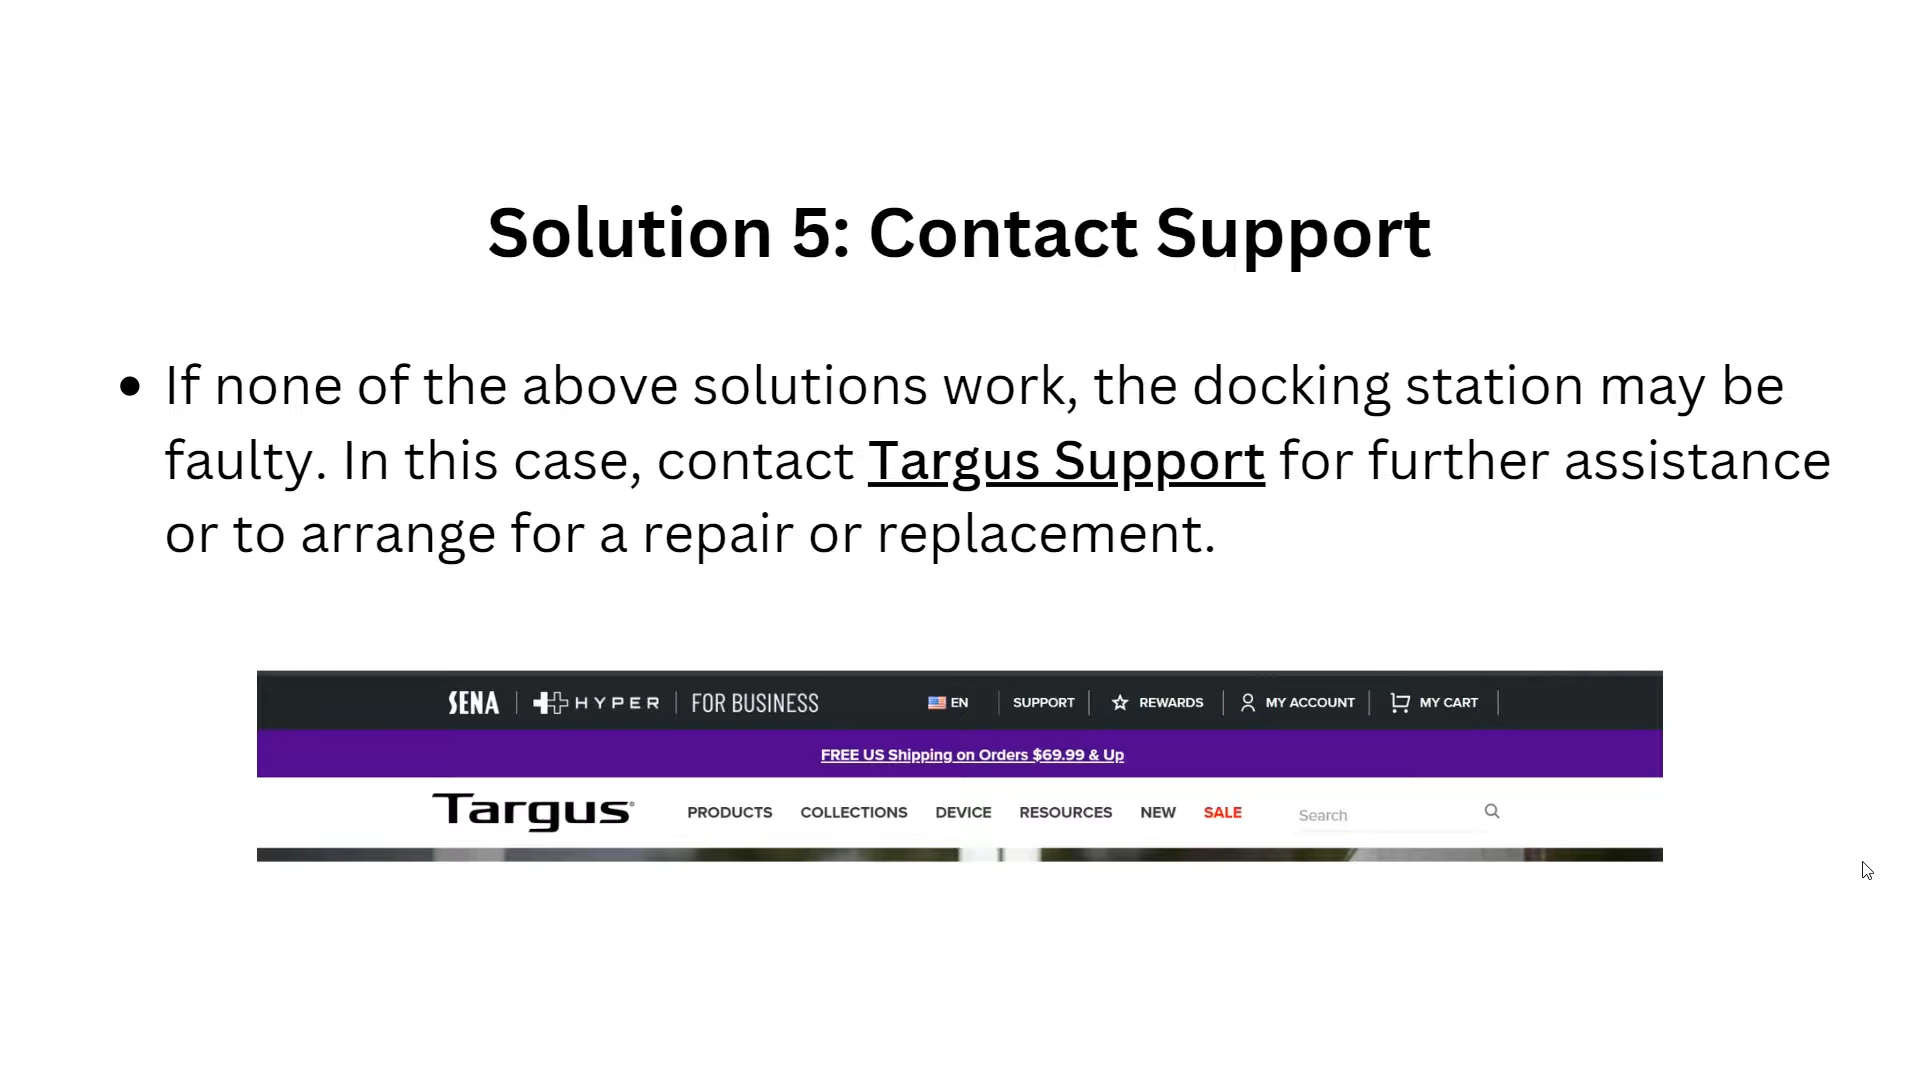 Solution 5: Contact Support
• If none of the above solutions work, the docking station may be
faulty. In this case, contact Targus Support for further assistance
or to arrange for a repair or replacement.
SENA | HYPER | FOR BUSINESS EN | SUPPORT | REWARDS | MY ACCOUNT | MY CART |
FREE US Shipping on Orders $69.99 & Up
Targus PRODUCTS COLLECTIONS DEVICE RESOURCES NEW SALE Search